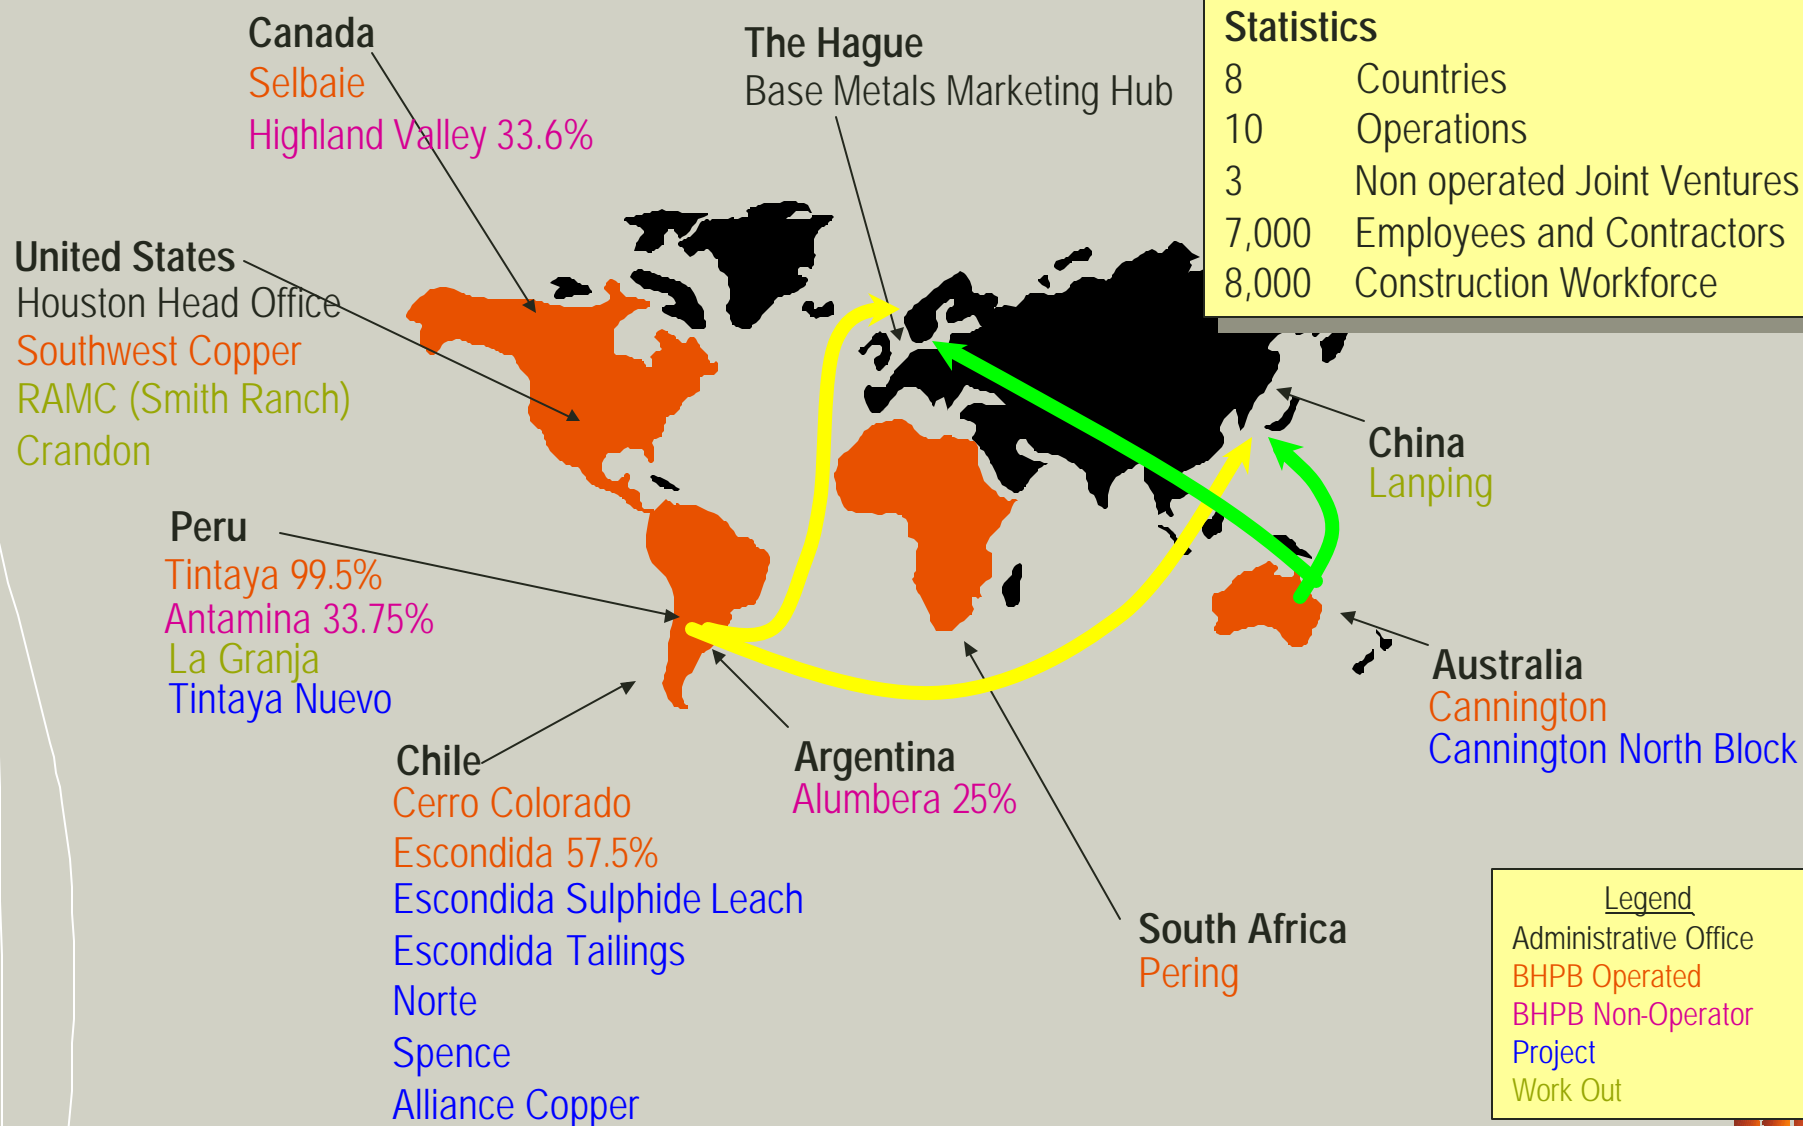 Canada
Selbaie
Highland Valley 33.6%
The Hague
Base Metals Marketing Hub
Statistics
8 Countries
10 Operations
3 Non operated Joint Ventures
7,000 Employees and Contractors
8,000 Construction Workforce
United States
Houston Head Office
Southwest Copper
RAMC (Smith Ranch)
Crandon
China
Lanping
Peru
Tintaya 99.5%
Antamina 33.75%
La Granja
Tintaya Nuevo
Australia
Cannington
Cannington North Block
Chile
Cerro Colorado
Escondida 57.5%
Escondida Sulphide Leach
Escondida Tailings
Norte
Spence
Alliance Copper
Argentina
Alumbera 25%
South Africa
Pering
Legend
Administrative Office
BHPB Operated
BHPB Non-Operator
Project
Work Out